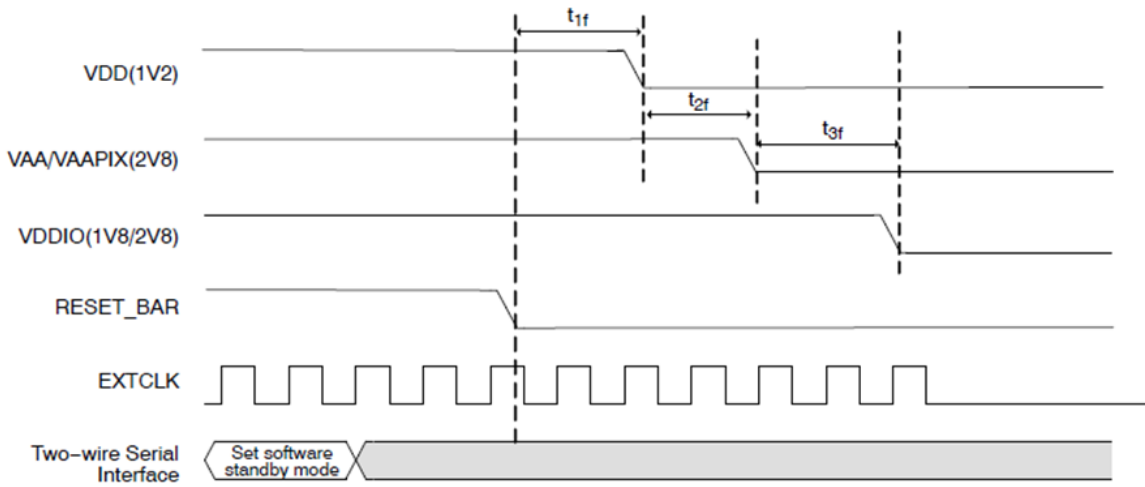 t1f
VDD(1V2)
t2f
VAA/VAAPIX(2V8)
t3f
VDDIO(1V8/2V8)
RESET_BAR
EXTCLK
Two−wire Serial
Interface
Set software
standby mode